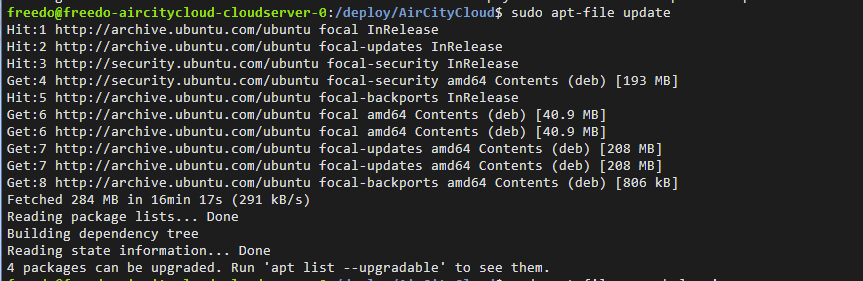 freedo@freedo-aircitycloud-cloudserver-0:/deploy/AirCityCloud$ sudo apt-file update
Hit:1 http://archive.ubuntu.com/ubuntu focal InRelease
Hit:2 http://archive.ubuntu.com/ubuntu focal-updates InRelease
Hit:3 http://security.ubuntu.com/ubuntu focal-security InRelease
Get:4 http://security.ubuntu.com/ubuntu focal-security amd64 Contents (deb) [193 MB]
Hit:5 http://archive.ubuntu.com/ubuntu focal-backports InRelease
Get:6 http://archive.ubuntu.com/ubuntu focal amd64 Contents (deb) [40.9 MB]
Get:6 http://archive.ubuntu.com/ubuntu focal amd64 Contents (deb) [40.9 MB]
Get:7 http://archive.ubuntu.com/ubuntu focal-updates amd64 Contents (deb) [208 MB]
Get:7 http://archive.ubuntu.com/ubuntu focal-updates amd64 Contents (deb) [208 MB]
Get:8 http://archive.ubuntu.com/ubuntu focal-backports amd64 Contents (deb) [806 kB]
Fetched 284 MB in 16min 17s (291 kB/s)
Reading package lists... Done
Building dependency tree
Reading state information... Done
4 packages can be upgraded. Run 'apt list --upgradable' to see them.